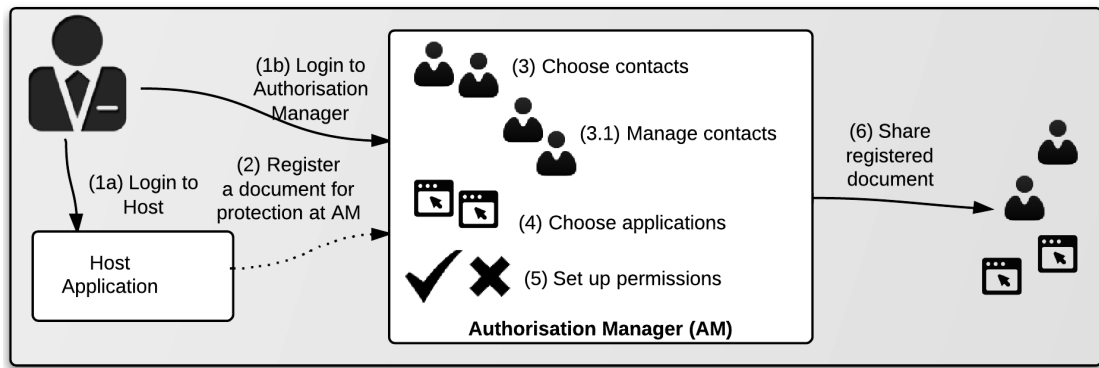 (1b) Login to
Authorisation
Manager
(1a) Login to
Host
(2) Register
a document for
protection at AM
Host
Application
(3) Choose contacts
(3.1) Manage contacts
(4) Choose applications
(5) Set up permissions
Authorisation Manager (AM)
(6) Share
registered
document